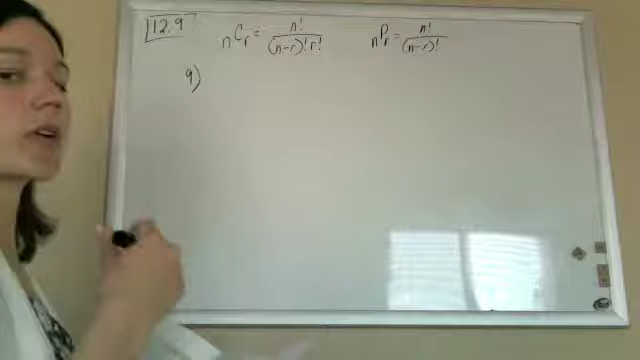 12.9 nCr = n! / (n-r)! r! nPr = n! / (n-r)!
9)